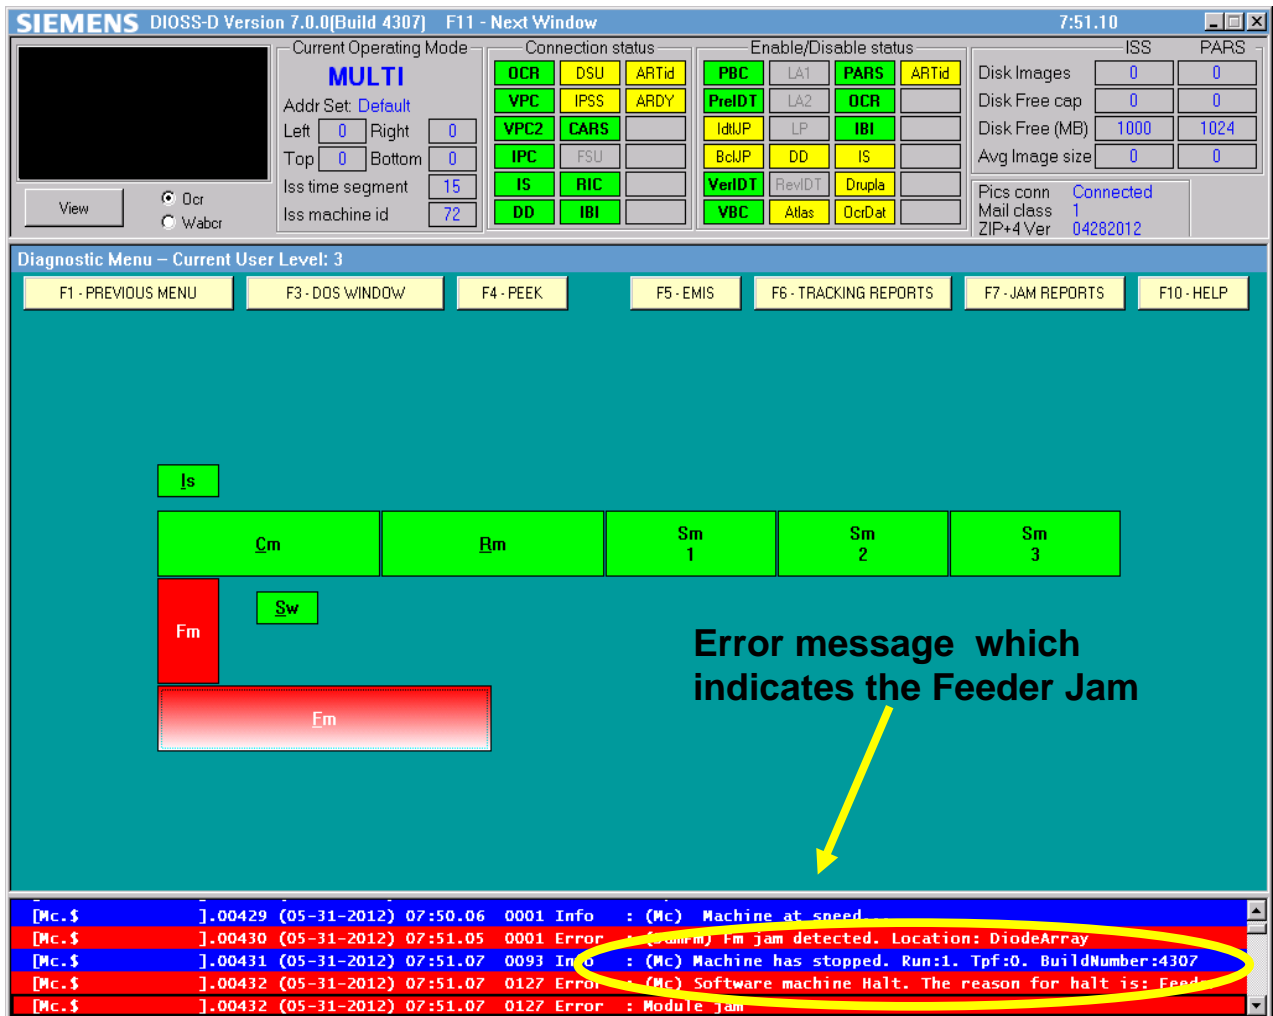 SIEMENS DIOSS-D Version 7.0.0(Build 4307) F11 - Next Window 7:51.10
Current Operating Mode
MULTI
Addr Set: Default
Left 0 Right 0
Top 0 Bottom 0
Iss time segment 15
Iss machine id 72
View
Ocr
Wabcr
Connection status
OCR DSU ARTid
VPC IPSS ARDY
VPC2 CARS
IPC FSU
IS RIC
DD IBI
Enable/Disable status
PBC LA1 PARS ARTid
PreIDT LA2 OCR
IdtlJP LP IBI
BclJP DD IS
VerIDT RevIDT Drupla
VBC Atlas OcrDat
ISS PARS
Disk Images 0 0
Disk Free cap 0 0
Disk Free (MB) 1000 1024
Avg Image size 0 0
Pics conn Connected
Mail class 1
ZIP+4 Ver 04282012
Diagnostic Menu – Current User Level: 3
F1 - PREVIOUS MENU F3 - DOS WINDOW F4 - PEEK F5 - EMIS F6 - TRACKING REPORTS F7 - JAM REPORTS F10 - HELP
Is
Cm Rm Sm 1 Sm 2 Sm 3
Fm
Sw
Fm
Error message which
indicates the Feeder Jam
[Mc.$ ].00429 (05-31-2012) 07:50.06 0001 Info : (Mc) Machine at speed...
[Mc.$ ].00430 (05-31-2012) 07:51.05 0001 Error : (JamFm) Fm jam detected. Location: DiodeArray
[Mc.$ ].00431 (05-31-2012) 07:51.07 0093 Info : (Mc) Machine has stopped. Run:1. Tpf:0. BuildNumber:4307
[Mc.$ ].00432 (05-31-2012) 07:51.07 0127 Error : (Mc) Software machine Halt. The reason for halt is: Feeder
[Mc.$ ].00432 (05-31-2012) 07:51.07 0127 Error : Module jam